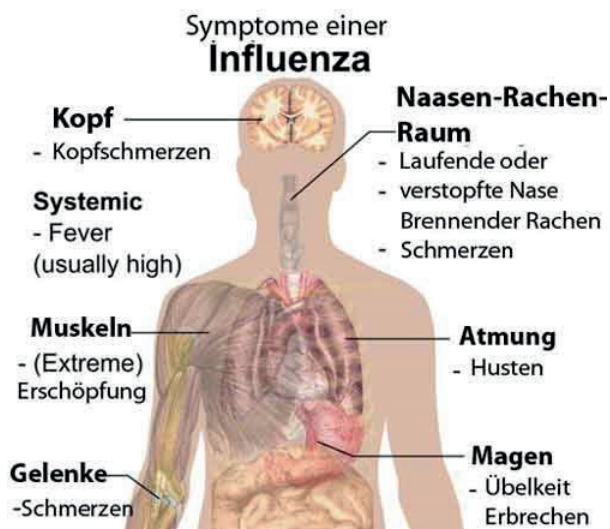 Symptome einer
Influenza
Kopf
- Kopfschmerzen
Naasen-Rachen-
Raum
- Laufende oder
- verstopfte Nase
Brennender Rachen
- Schmerzen
Systemic
- Fever
(usually high)
Muskeln
- (Extreme)
Erschöpfung
Atmung
- Husten
Gelenke
-Schmerzen
Magen
- Übelkeit
Erbrechen